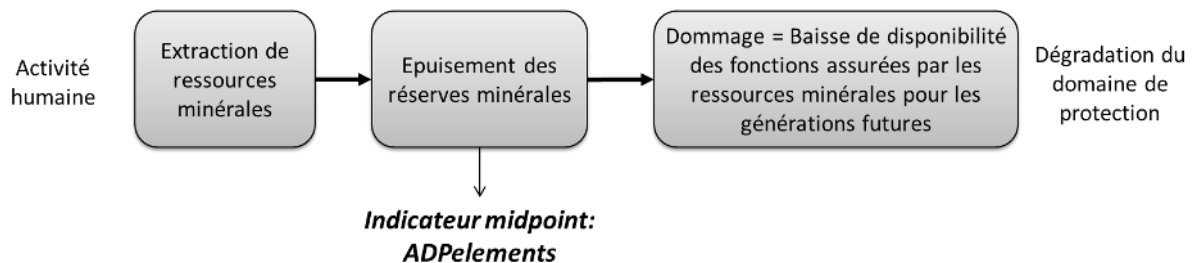 Activité
humaine
Extraction de
ressources
minérales
Epuisement des
réserves minérales
Dommage = Baisse de disponibilité
des fonctions assurées par les
ressources minérales pour les
générations futures
Dégradation du
domaine de
protection
Indicateur midpoint:
ADPelements